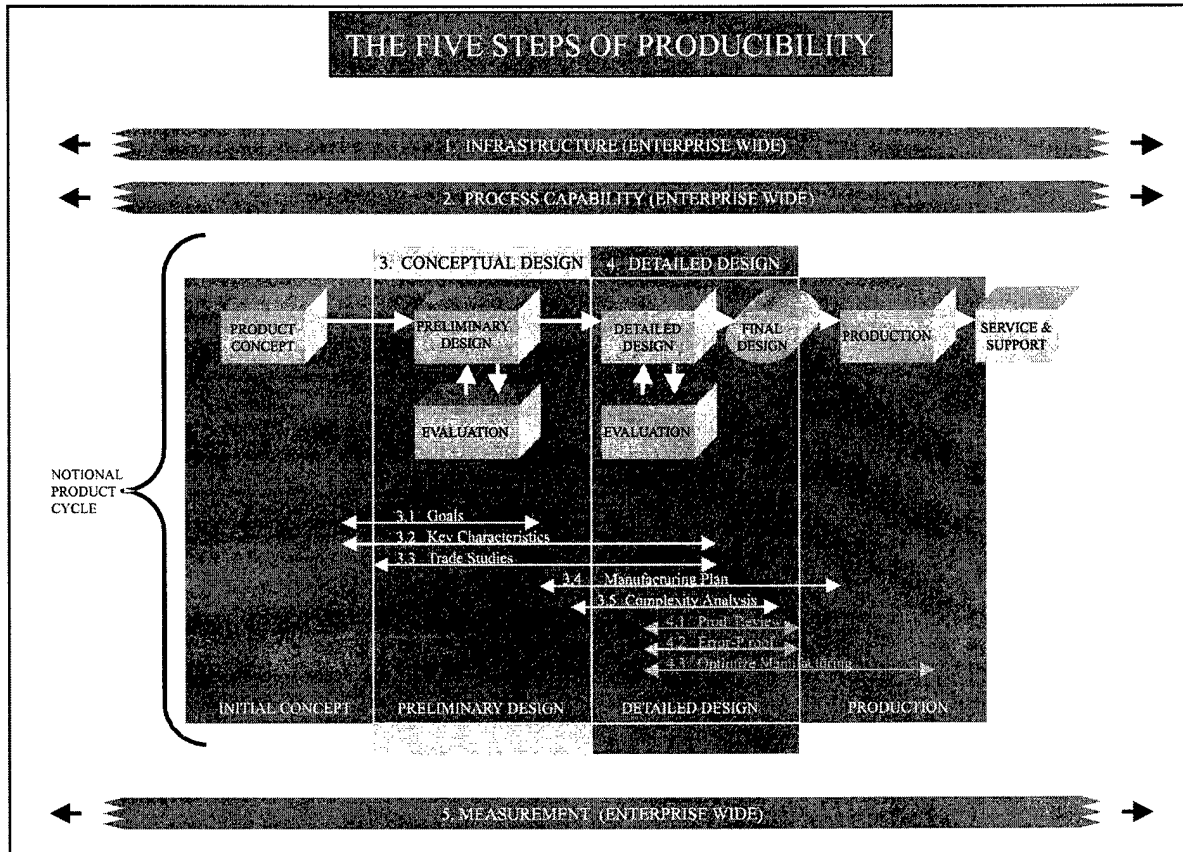 THE FIVE STEPS OF PRODUCIBILITY
1. INFRASTRUCTURE (ENTERPRISE WIDE)
2. PROCESS CAPABILITY (ENTERPRISE WIDE)
3. CONCEPTUAL DESIGN
4. DETAILED DESIGN
PRODUCT
CONCEPT
PRELIMINARY
DESIGN
DETAILED
DESIGN
FINAL
DESIGN
PRODUCTION
SERVICE &
SUPPORT
EVALUATION
EVALUATION
NOTIONAL
PRODUCT
CYCLE
3.1 Goals
3.2 Key Characteristics
3.3 Trade Studies
3.4 Manufacturing Plan
3.5 Complexity Analysis
4.1 Prod. Review
4.2 Error-Proof
4.3 Optimize Manufacturing
INITIAL CONCEPT
PRELIMINARY DESIGN
DETAILED DESIGN
PRODUCTION
5. MEASUREMENT (ENTERPRISE WIDE)